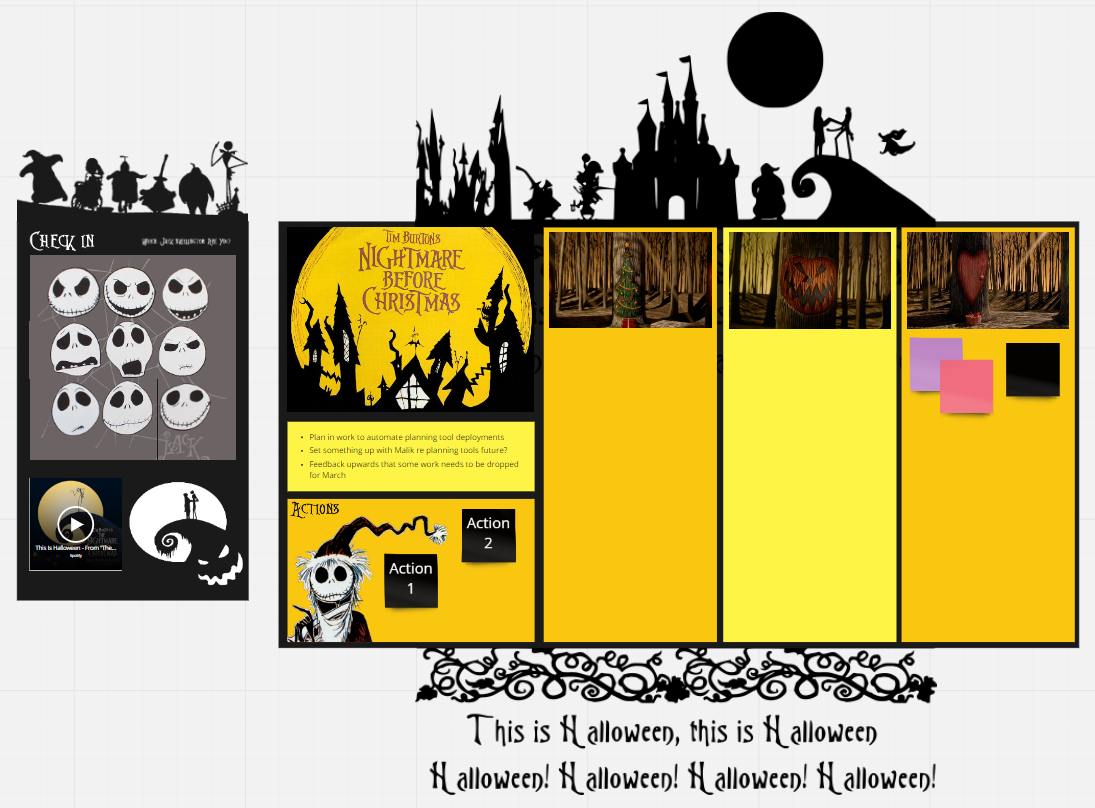 CHECK IN
Which Jack Skellington Are You?
JACK
This Is Halloween - From "The...
Spotify
TIM BURTON'S
NIGHTMARE
BEFORE
CHRISTMAS
Plan in work to automate planning tool deployments
Set something up with Malik re planning tools future?
Feedback upwards that some work needs to be dropped
for March
ACTIONS
Action
2
Action
1
This is Halloween, this is Halloween
Halloween! Halloween! Halloween! Halloween!